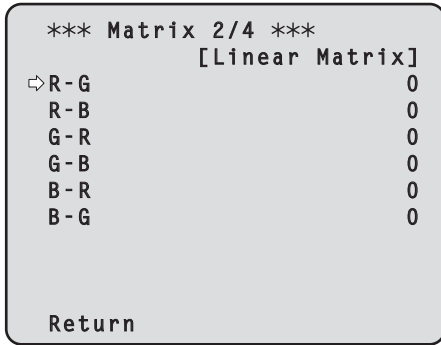 *** Matrix 2/4 ***
[Linear Matrix]
⇨R-G 0
R-B 0
G-R 0
G-B 0
B-R 0
B-G 0
Return